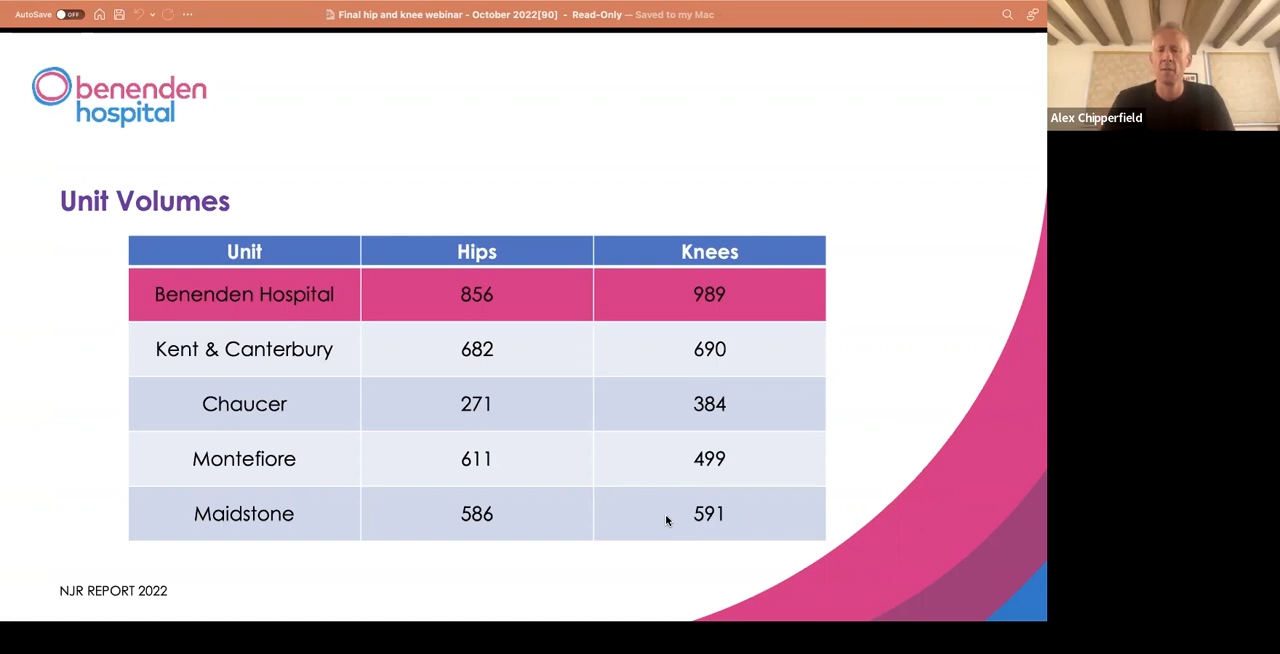 AutoSave OFF Final hip and knee webinar - October 2022[90] - Read-Only — Saved to my Mac
Alex Chipperfield
benenden
hospital
Unit Volumes
Unit Hips Knees
Benenden Hospital 856 989
Kent & Canterbury 682 690
Chaucer 271 384
Montefiore 611 499
Maidstone 586 591
NJR REPORT 2022